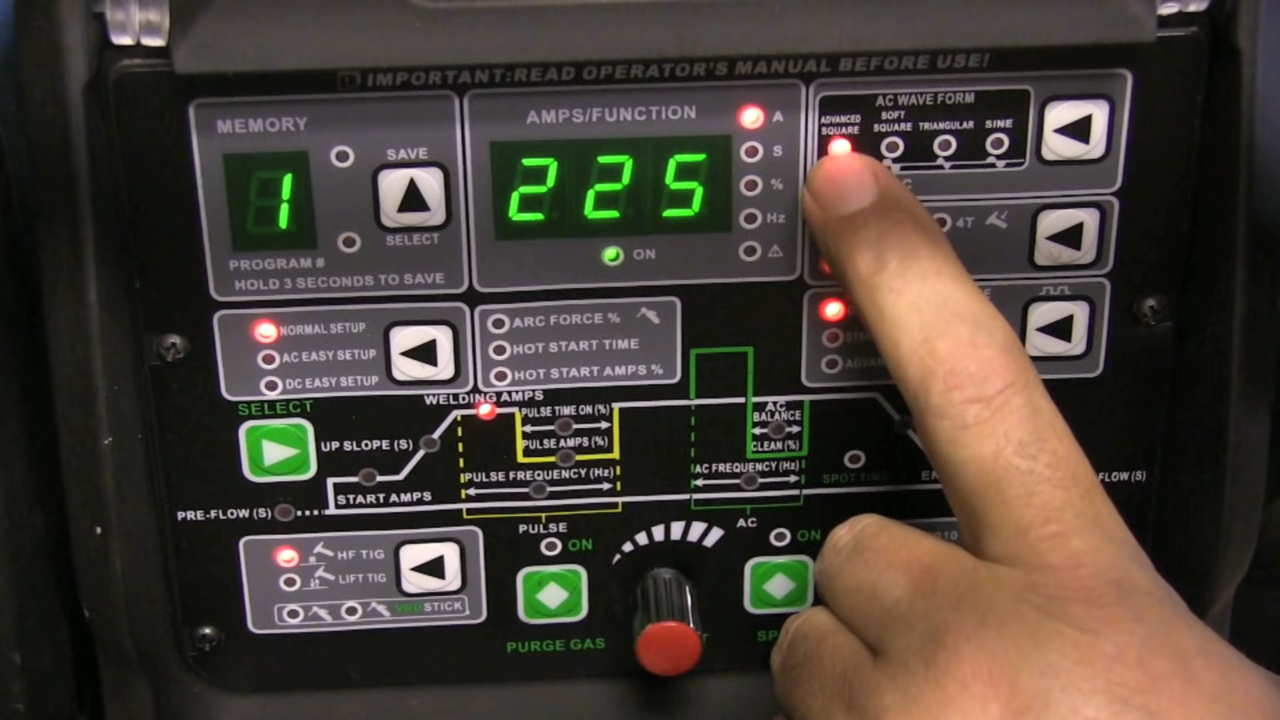 IMPORTANT:READ OPERATOR'S MANUAL BEFORE USE!
MEMORY
1
SAVE
SELECT
PROGRAM #
HOLD 3 SECONDS TO SAVE
AMPS/FUNCTION
225
ON
A
S
%
Hz
AC WAVE FORM
ADVANCED SQUARE
SOFT SQUARE
TRIANGULAR
SINE
4T
NORMAL SETUP
AC EASY SETUP
DC EASY SETUP
ARC FORCE %
HOT START TIME
HOT START AMPS %
SELECT
WELDING AMPS
UP SLOPE (S)
START AMPS
PRE-FLOW (S)
PULSE TIME ON (%)
PULSE AMPS (%)
PULSE FREQUENCY (Hz)
AC BALANCE
CLEAN (%)
AC FREQUENCY (Hz)
HF TIG
LIFT TIG
VRD STICK
PULSE
ON
PURGE GAS
AC
ON